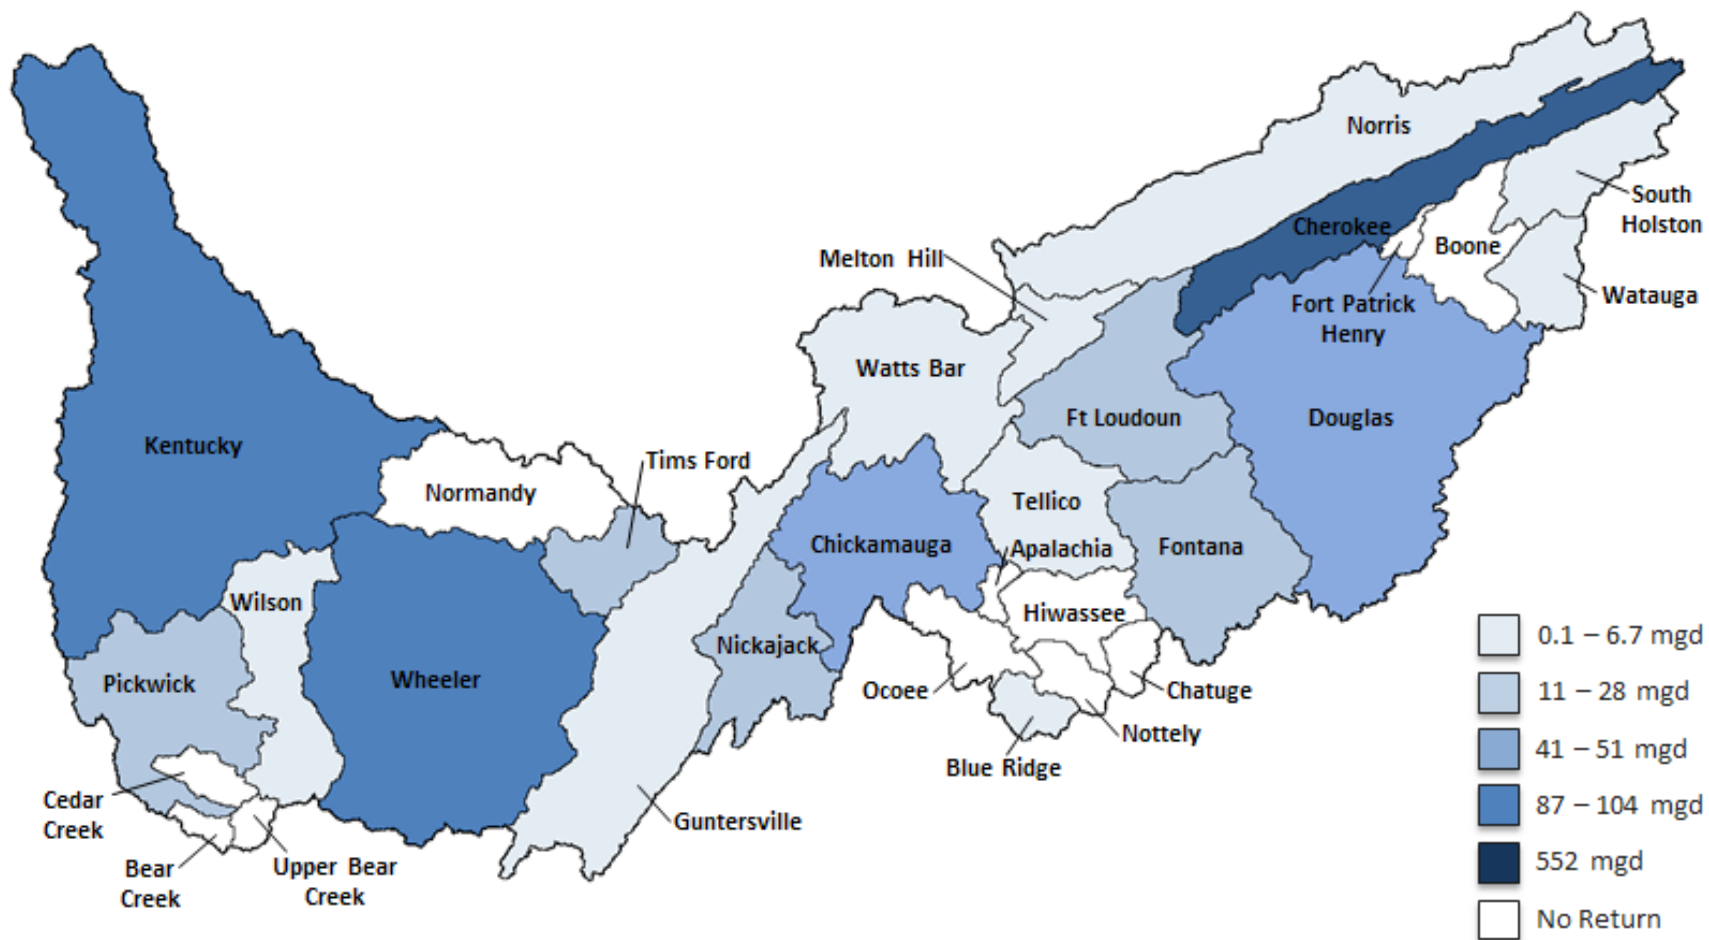 Norris
South
Holston
Cherokee
Boone
Melton Hill
Watauga
Fort Patrick
Henry
Watts Bar
Ft Loudoun
Douglas
Kentucky
Tims Ford
Normandy
Tellico
Chickamauga
Apalachia
Fontana
Wilson
Hiwassee
Nickajack
Pickwick
Wheeler
Ocoee
Chatuge
Nottely
Blue Ridge
Cedar
Creek
Guntersville
Bear
Creek
Upper Bear
Creek
0.1 – 6.7 mgd
11 – 28 mgd
41 – 51 mgd
87 – 104 mgd
552 mgd
No Return